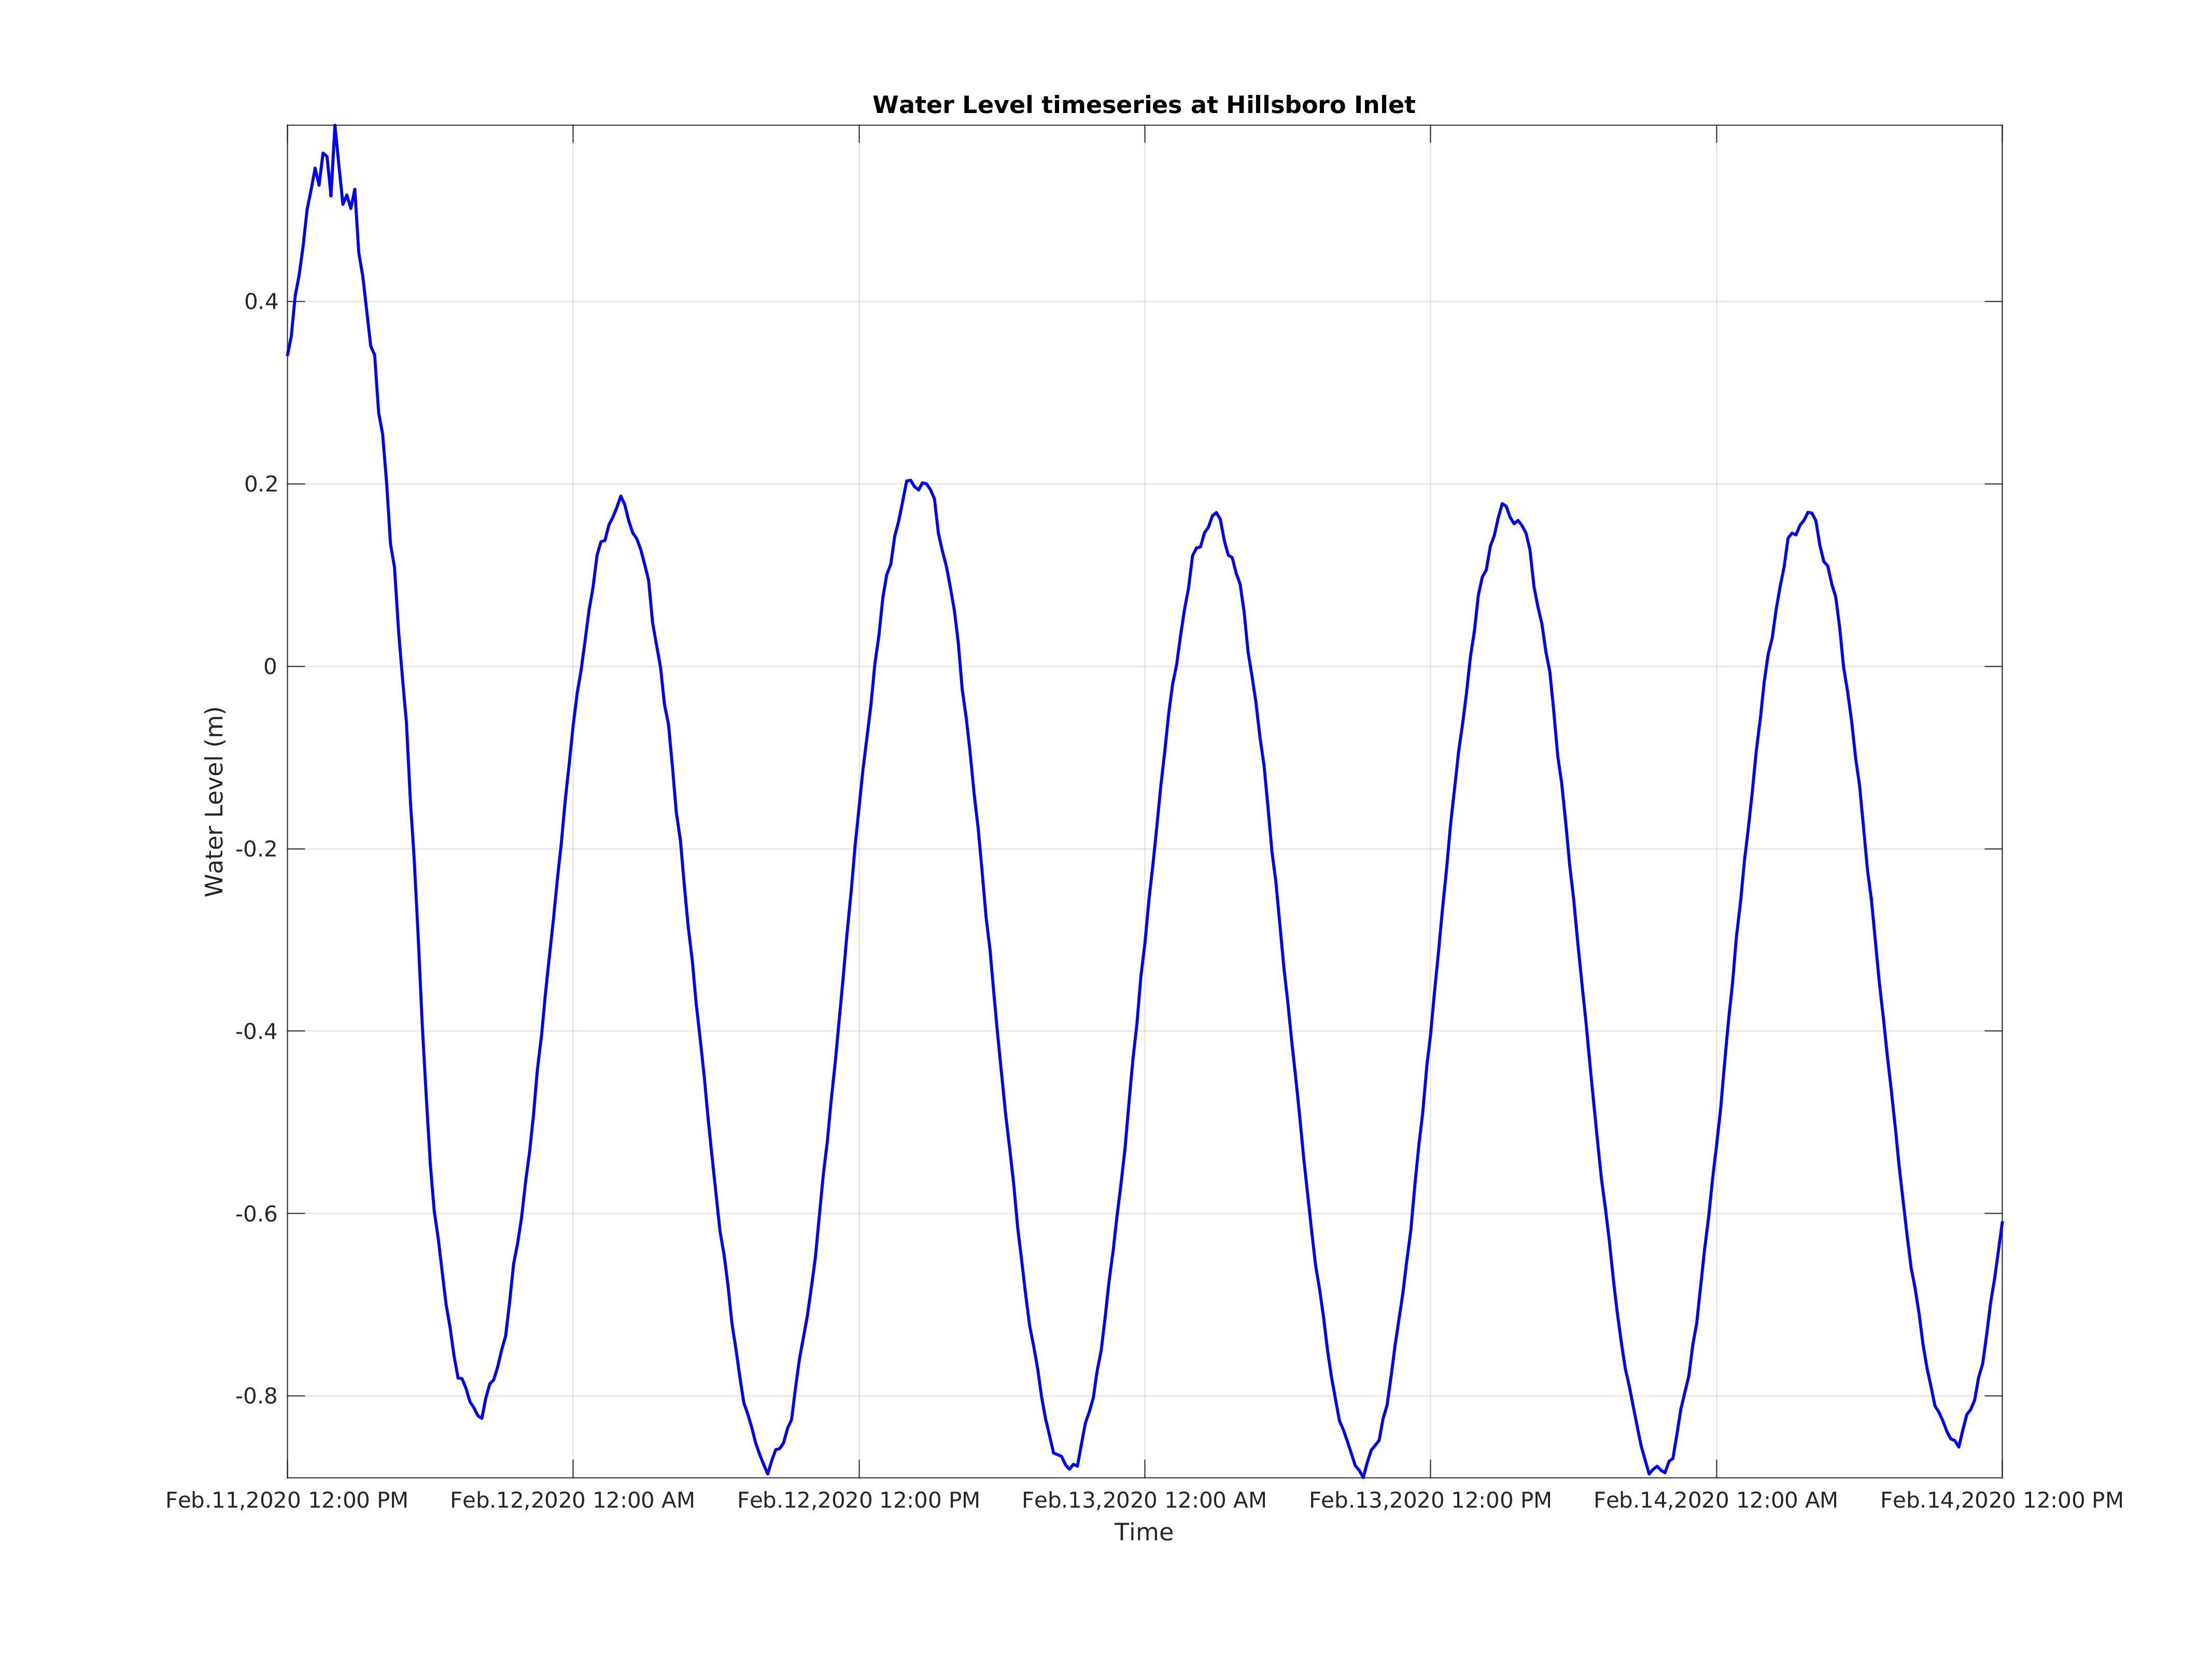 Water Level timeseries at Hillsboro Inlet
0.4
0.2
0
-0.2
-0.4
-0.6
-0.8
Water Level (m)
Feb.11,2020 12:00 PM Feb.12,2020 12:00 AM Feb.12,2020 12:00 PM Feb.13,2020 12:00 AM Feb.13,2020 12:00 PM Feb.14,2020 12:00 AM Feb.14,2020 12:00 PM
Time